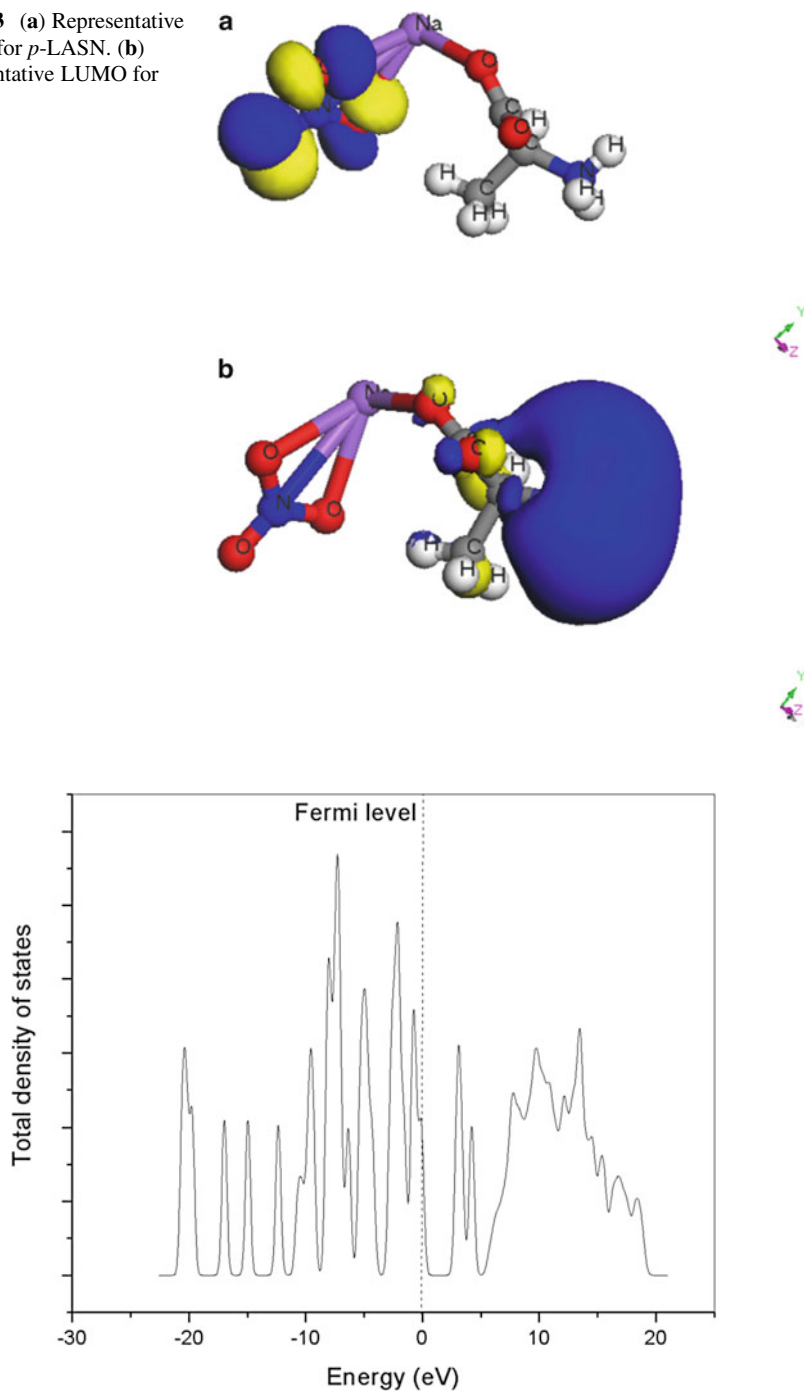 3 (a) Representative
for p-LASN. (b)
ntative LUMO for
a
Na
O
C
O
H
C
H
N
H
H
H
C
H
H
Y
Z
b
Na
O
O
C
H
N
O
O
H
C
H
H
Y
Z
Fermi level
Total density of states
-30
-20
-10
0
10
20
Energy (eV)